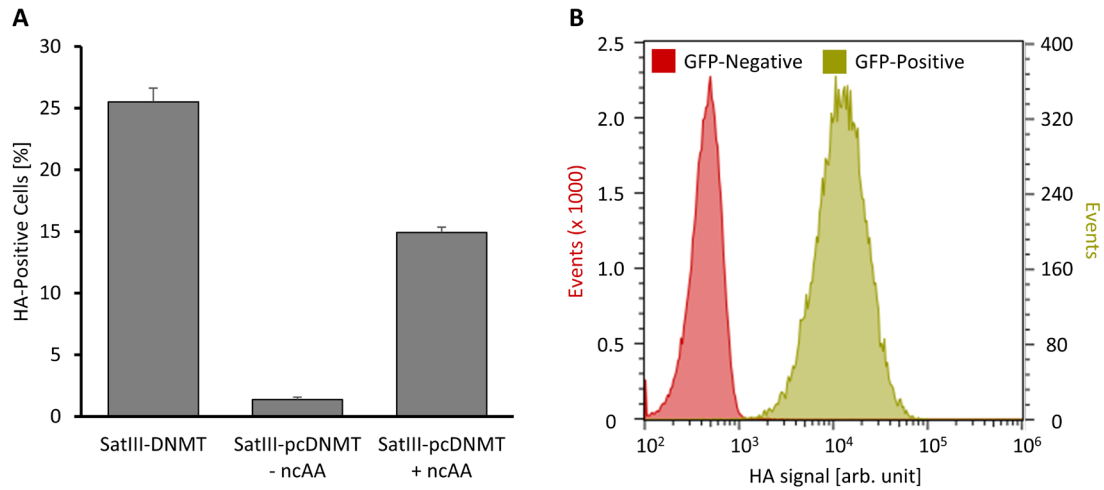 A
30
25
20
15
10
5
0
HA-Positive Cells [%]
SatIII-DNMT
SatIII-pcDNMT
- ncAA
SatIII-pcDNMT
+ ncAA
B
2.5
2.0
1.5
1.0
0.5
0
Events (x 1000)
GFP-Negative
GFP-Positive
400
320
240
160
80
0
Events
10²
10³
10⁴
10⁵
10⁶
HA signal [arb. unit]